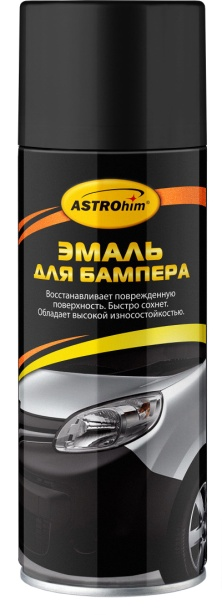 ASTROhim®
ЭМАЛЬ
ДЛЯ БАМПЕРА
Восстанавливает поврежденную
поверхность. Быстро сохнет.
Обладает высокой износостойкостью.